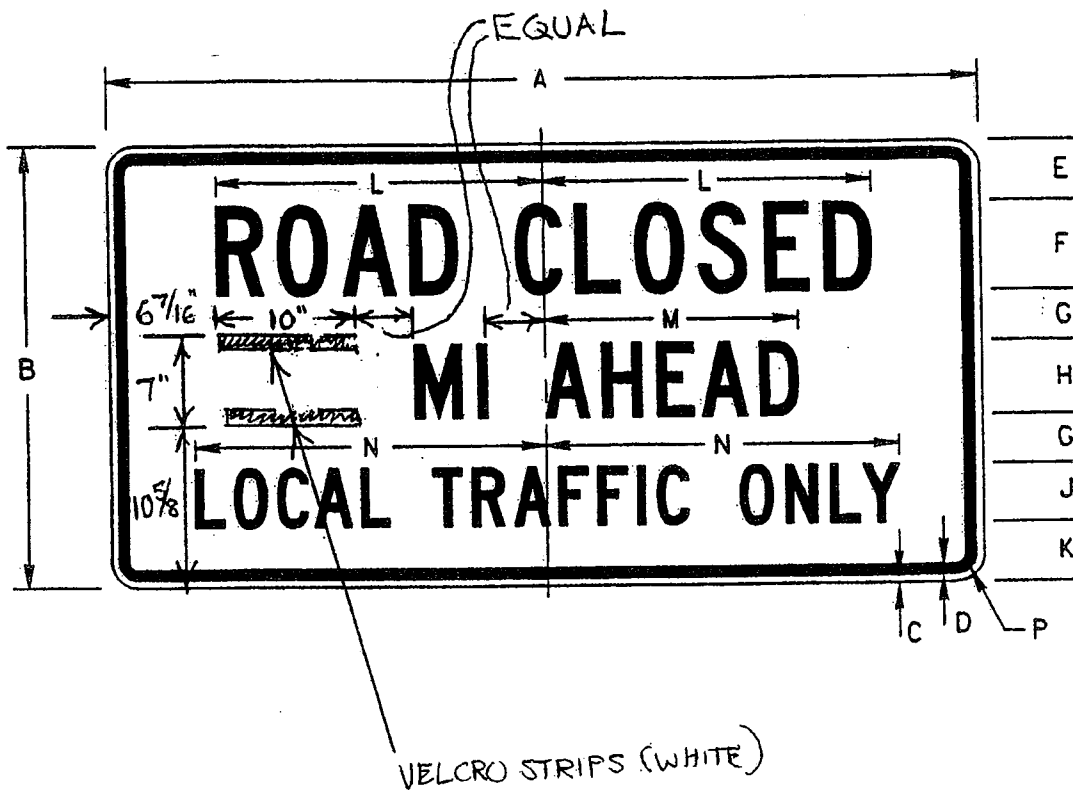 EQUAL
A
E
L L
ROAD CLOSED
F
6 7/16" 10" M G
B
7" MI AHEAD H
N N G
10 5/8 LOCAL TRAFFIC ONLY J
K
C D P
VELCRO STRIPS (WHITE)